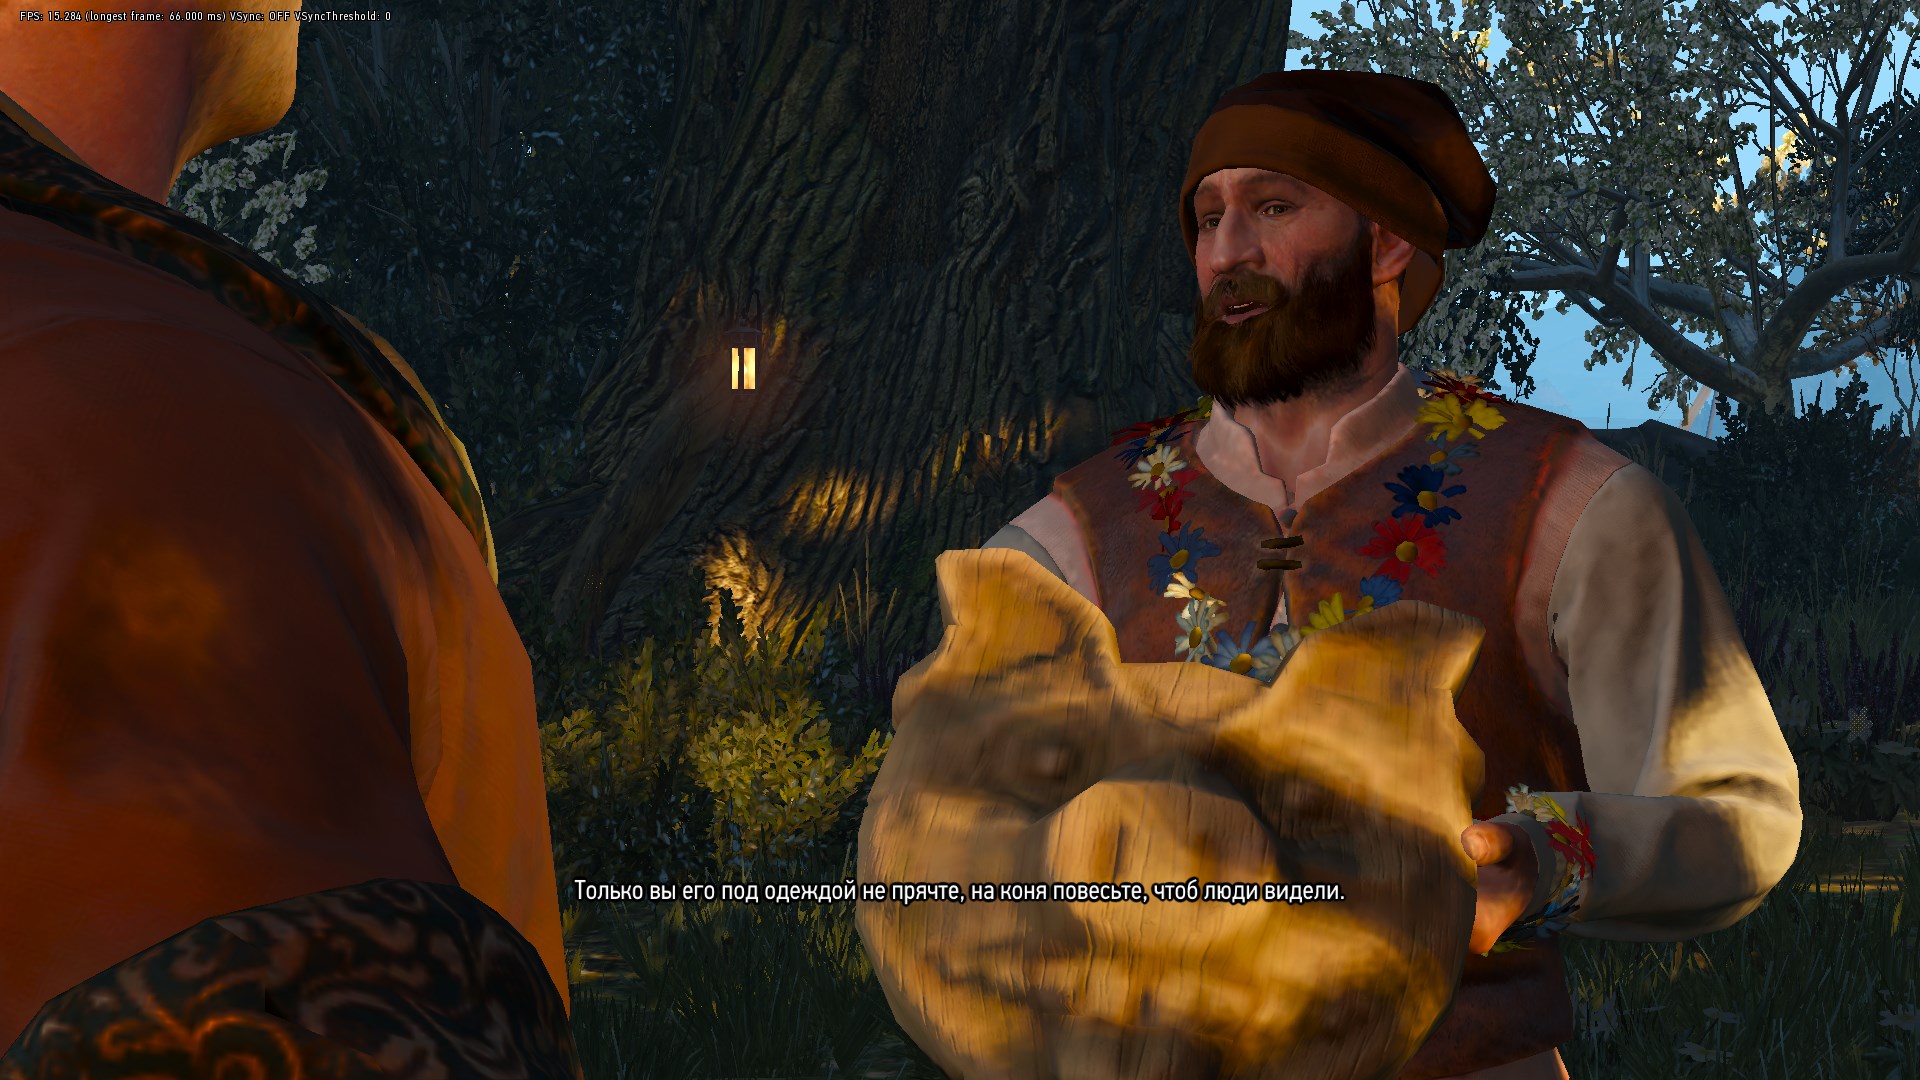 FPS: 15.284 (longest frame: 66.000 ms) VSync: OFF VSyncThreshold: 0
Только вы его под одеждой не прячте, на коня повесьте, чтоб люди видели.